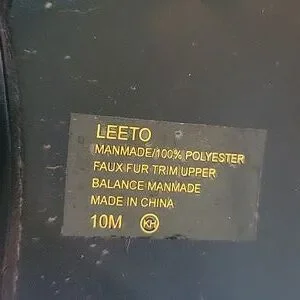 LEETO
MANMADE/100% POLYESTER
FAUX FUR TRIM UPPER
BALANCE MANMADE
MADE IN CHINA
10M KH